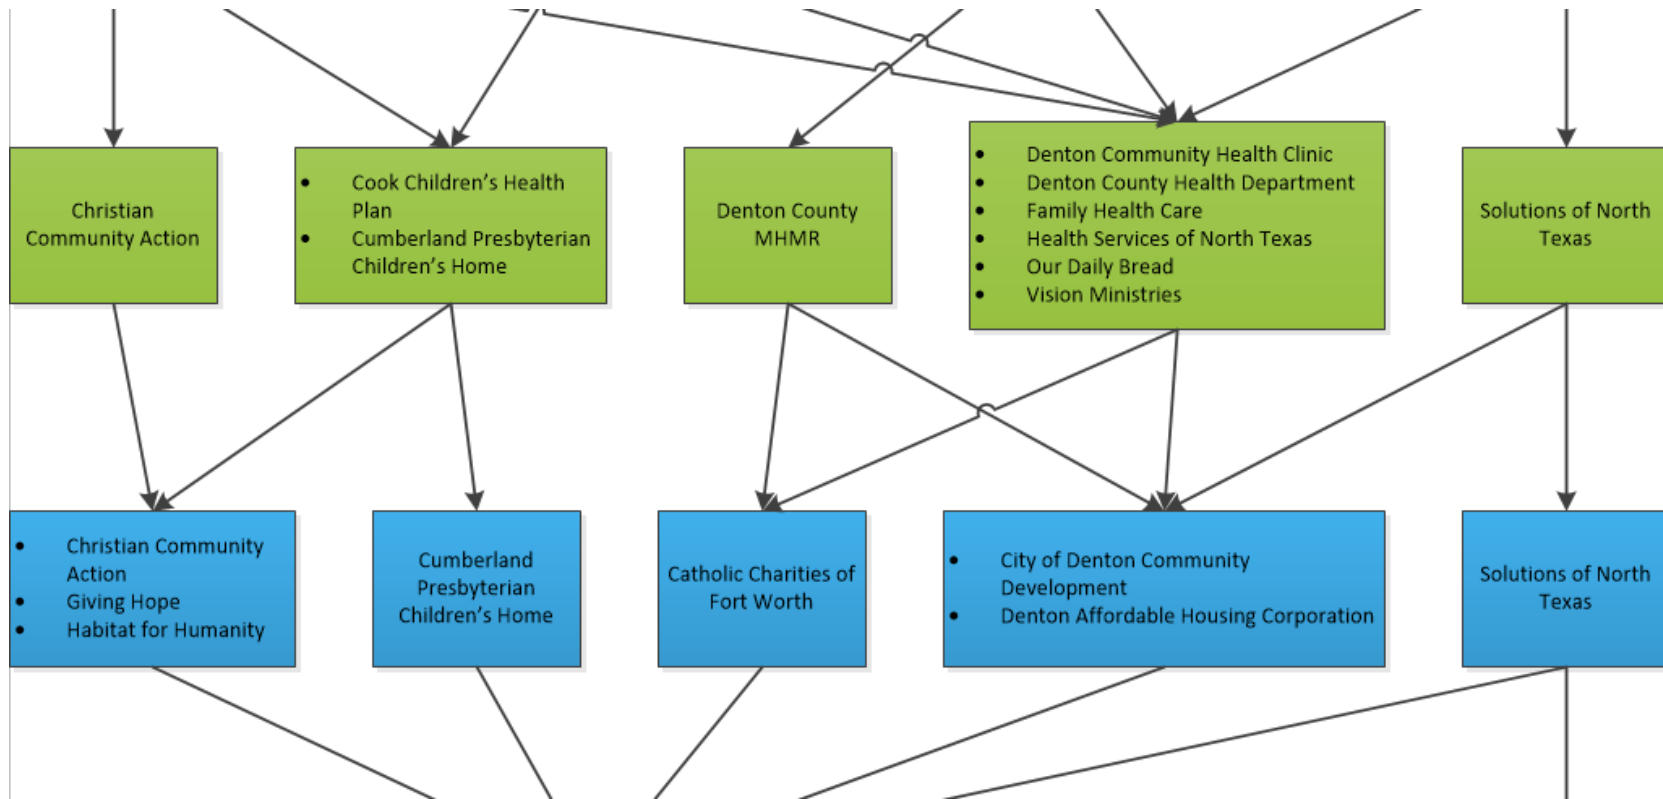 Christian
Community Action
• Cook Children's Health
Plan
• Cumberland Presbyterian
Children's Home
Denton County
MHMR
• Denton Community Health Clinic
• Denton County Health Department
• Family Health Care
• Health Services of North Texas
• Our Daily Bread
• Vision Ministries
Solutions of North
Texas
• Christian Community
Action
• Giving Hope
• Habitat for Humanity
Cumberland
Presbyterian
Children's Home
Catholic Charities of
Fort Worth
• City of Denton Community
Development
• Denton Affordable Housing Corporation
Solutions of North
Texas